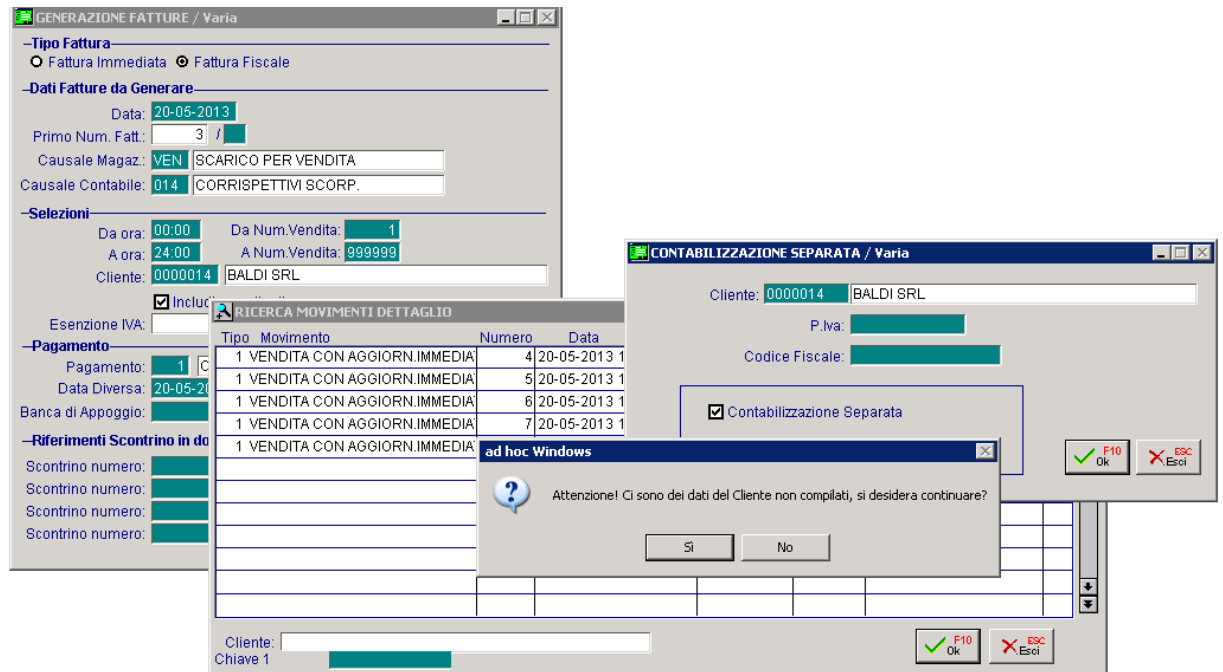 GENERAZIONE FATTURE / Varia
Tipo Fattura
Fattura Immediata Fattura Fiscale
Dati Fatture da Generare
Data: 20-05-2013
Primo Num. Fatt.: 3 /
Causale Magaz.: VEN SCARICO PER VENDITA
Causale Contabile: 014 CORRISPETTIVI SCORP.
Selezioni
Da ora: 00:00 Da Num.Vendita: 1
A ora: 24:00 A Num.Vendita: 999999
Cliente: 0000014 BALDI SRL
Esenzione IVA:
Pagamento
Pagamento: 1
Data Diversa: 20-05-2
Banca di Appoggio:
Riferimenti Scontrino in do
Scontrino numero:
Scontrino numero:
Scontrino numero:
Scontrino numero:
RICERCA MOVIMENTI DETTAGLIO
Tipo Movimento Numero Data
1 VENDITA CON AGGIORN.IMMEDIA 4 20-05-2013 1
1 VENDITA CON AGGIORN.IMMEDIA 5 20-05-2013 1
1 VENDITA CON AGGIORN.IMMEDIA 6 20-05-2013 1
1 VENDITA CON AGGIORN.IMMEDIA 7 20-05-2013 1
1 VENDITA CON AGGIORN.IMMEDIA
Cliente:
Chiave 1
F10 Ok
ESC Esci
CONTABILIZZAZIONE SEPARATA / Varia
Cliente: 0000014 BALDI SRL
P.Iva:
Codice Fiscale:
Contabilizzazione Separata
F10 Ok
ESC Esci
ad hoc Windows
Attenzione! Ci sono dei dati del Cliente non compilati, si desidera continuare?
Sì No